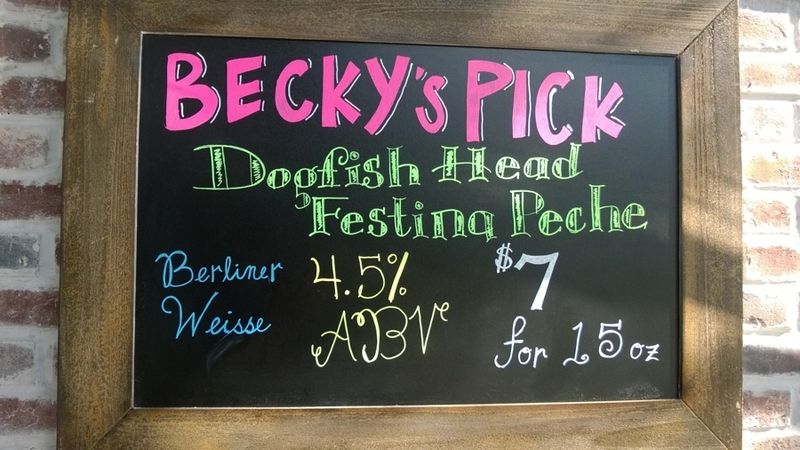 BECKY'S PICK
Dogfish Head
Festina Peche
Berliner
Weisse
4.5%
ABV
$7
for 15 oz